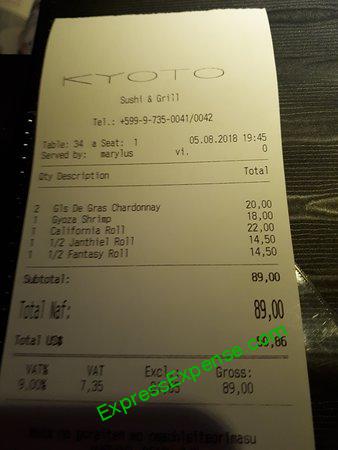 KYOTO
Sushi & Grill
Tel.: +599-9-735-0041/0042
Table: 34 a Seat: 1 05.08.2018 19:45
Served by: marylus vi. 0
Qty Description Total
2 Gls De Gras Chardonnay 20,00
1 Gyoza Shrimp 18,00
1 California Roll 22,00
1 1/2 Janthiel Roll 14,50
1 1/2 Fantasy Roll 14,50
Subtotal: 89,00
Total Naf: 89,00
Total US$
VAT% VAT Excl.: Gross:
9.00% 7,35 89,00
ExpressExpense.com